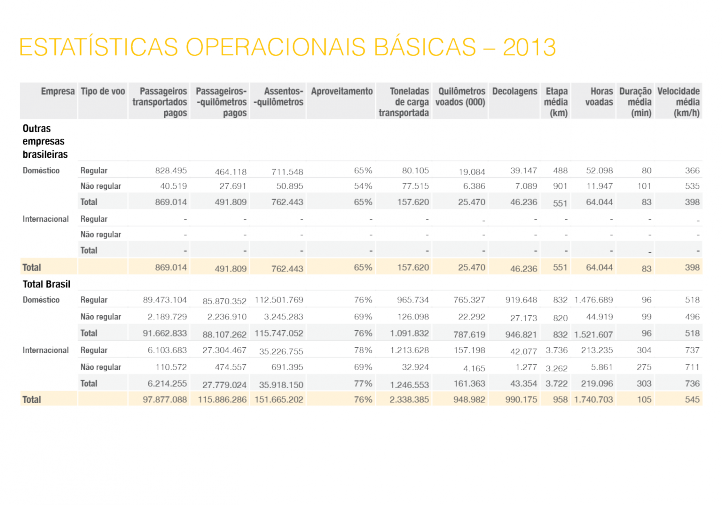 ESTATÍSTICAS OPERACIONAIS BÁSICAS – 2013
Empresa Tipo de voo Passageiros transportados pagos Passageiros-quilômetros pagos Assentos-quilômetros Aproveitamento Toneladas de carga transportada Quilômetros voados (000) Decolagens Etapa média (km) Horas voadas Duração média (min) Velocidade média (km/h)
Outras
empresas
brasileiras
Doméstico Regular 828.495 464.118 711.548 65% 80.105 19.084 39.147 488 52.098 80 366
Não regular 40.519 27.691 50.895 54% 77.515 6.386 7.089 901 11.947 101 535
Total 869.014 491.809 762.443 65% 157.620 25.470 46.236 551 64.044 83 398
Internacional Regular - - - - - - - - - - -
Não regular - - - - - - - - - - -
Total - - - - - - - - - - -
Total 869.014 491.809 762.443 65% 157.620 25.470 46.236 551 64.044 83 398
Total Brasil
Doméstico Regular 89.473.104 85.870.352 112.501.769 76% 965.734 765.327 919.648 832 1.476.689 96 518
Não regular 2.189.729 2.236.910 3.245.283 69% 126.098 22.292 27.173 820 44.919 99 496
Total 91.662.833 88.107.262 115.747.052 76% 1.091.832 787.619 946.821 832 1.521.607 96 518
Internacional Regular 6.103.683 27.304.467 35.226.755 78% 1.213.628 157.198 42.077 3.736 213.235 304 737
Não regular 110.572 474.557 691.395 69% 32.924 4.165 1.277 3.262 5.861 275 711
Total 6.214.255 27.779.024 35.918.150 77% 1.246.553 161.363 43.354 3.722 219.096 303 736
Total 97.877.088 115.886.286 151.665.202 76% 2.338.385 948.982 990.175 958 1.740.703 105 545